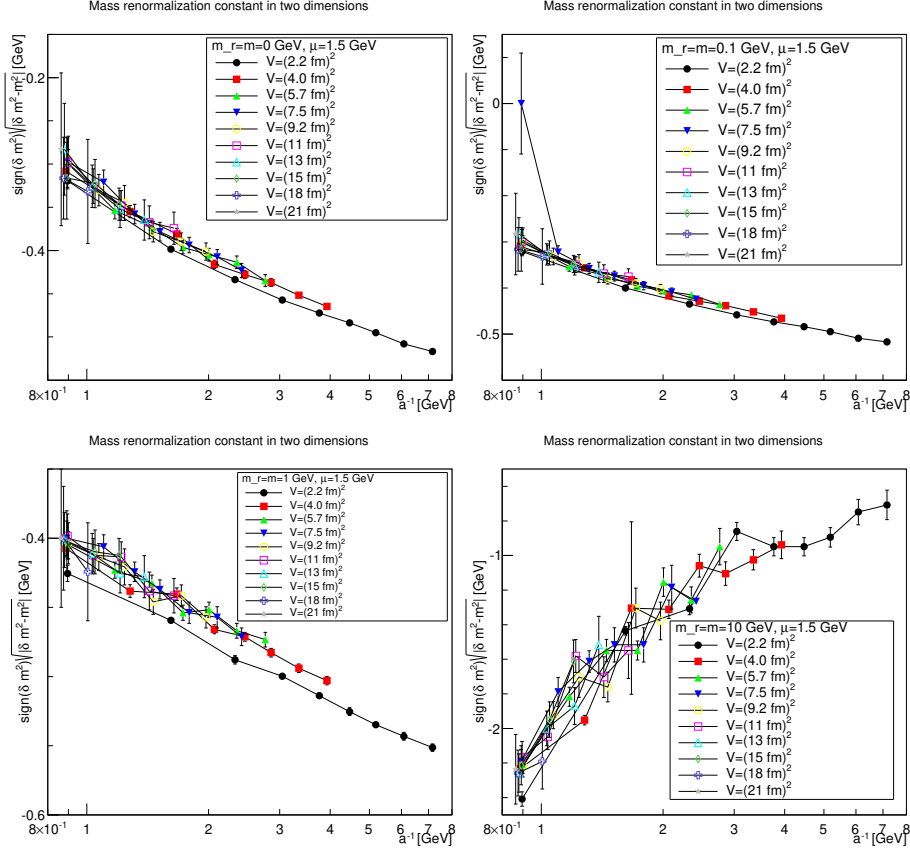 Mass renormalization constant in two dimensions
sign(δ m²)√|δ m²-m²| [GeV]
-0.2
-0.4
m_r=m=0 GeV, μ=1.5 GeV
V=(2.2 fm)²
V=(4.0 fm)²
V=(5.7 fm)²
V=(7.5 fm)²
V=(9.2 fm)²
V=(11 fm)²
V=(13 fm)²
V=(15 fm)²
V=(18 fm)²
V=(21 fm)²
8×10⁻¹ 1 2 3 4 5 6 7 8
a⁻¹ [GeV]
Mass renormalization constant in two dimensions
sign(δ m²)√|δ m²-m²| [GeV]
0
-0.5
m_r=m=0.1 GeV, μ=1.5 GeV
V=(2.2 fm)²
V=(4.0 fm)²
V=(5.7 fm)²
V=(7.5 fm)²
V=(9.2 fm)²
V=(11 fm)²
V=(13 fm)²
V=(15 fm)²
V=(18 fm)²
V=(21 fm)²
8×10⁻¹ 1 2 3 4 5 6 7 8
a⁻¹ [GeV]
Mass renormalization constant in two dimensions
sign(δ m²)√|δ m²-m²| [GeV]
-0.4
-0.6
m_r=m=1 GeV, μ=1.5 GeV
V=(2.2 fm)²
V=(4.0 fm)²
V=(5.7 fm)²
V=(7.5 fm)²
V=(9.2 fm)²
V=(11 fm)²
V=(13 fm)²
V=(15 fm)²
V=(18 fm)²
V=(21 fm)²
8×10⁻¹ 1 2 3 4 5 6 7 8
a⁻¹ [GeV]
Mass renormalization constant in two dimensions
sign(δ m²)√|δ m²-m²| [GeV]
-1
-2
m_r=m=10 GeV, μ=1.5 GeV
V=(2.2 fm)²
V=(4.0 fm)²
V=(5.7 fm)²
V=(7.5 fm)²
V=(9.2 fm)²
V=(11 fm)²
V=(13 fm)²
V=(15 fm)²
V=(18 fm)²
V=(21 fm)²
8×10⁻¹ 1 2 3 4 5 6 7 8
a⁻¹ [GeV]